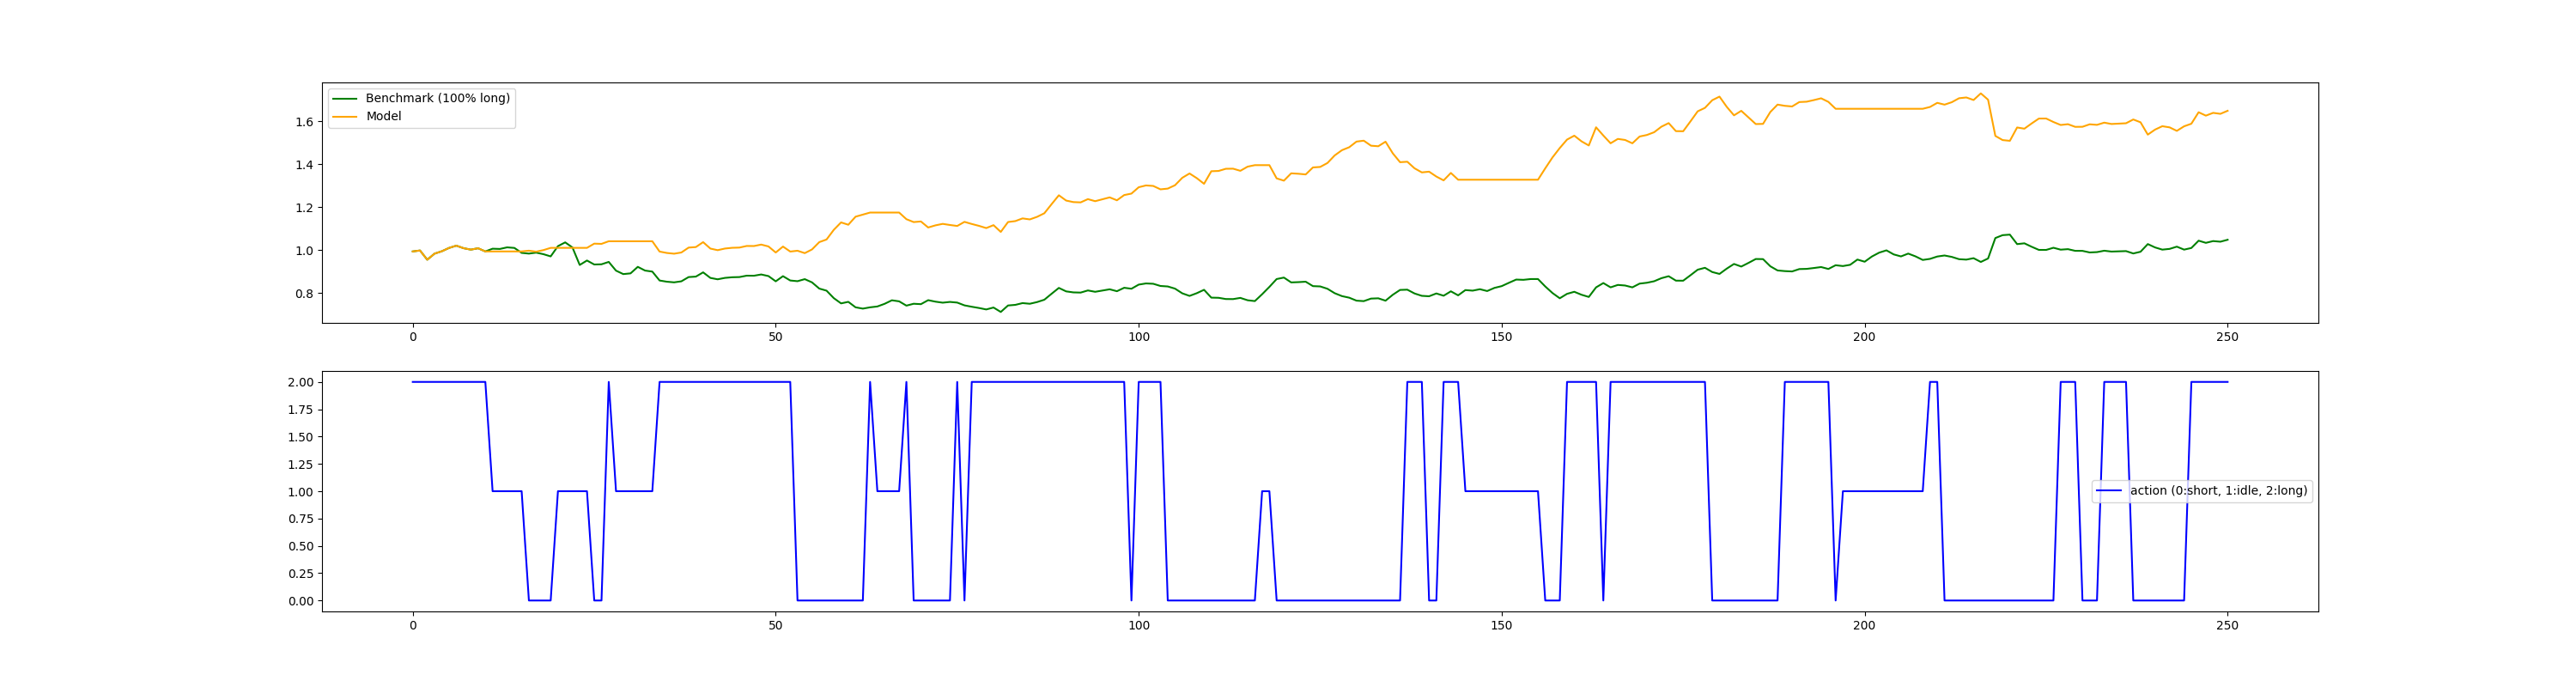 Benchmark (100% long)
Model
1.6
1.4
1.2
1.0
0.8
0 50 100 150 200 250
2.00
1.75
1.50
1.25
1.00
0.75
0.50
0.25
0.00
action (0:short, 1:idle, 2:long)
0 50 100 150 200 250